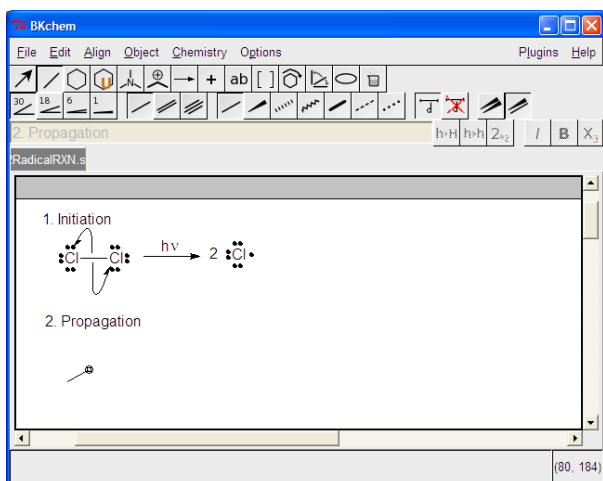 BKchem
File Edit Align Object Chemistry Options Plugins Help
N + ab [ ]
30 18 6 1
2. Propagation h»H h»h 2 I B X
RadicalRXN.s
1. Initiation
Cl Cl hν 2 Cl
2. Propagation
(80, 184)